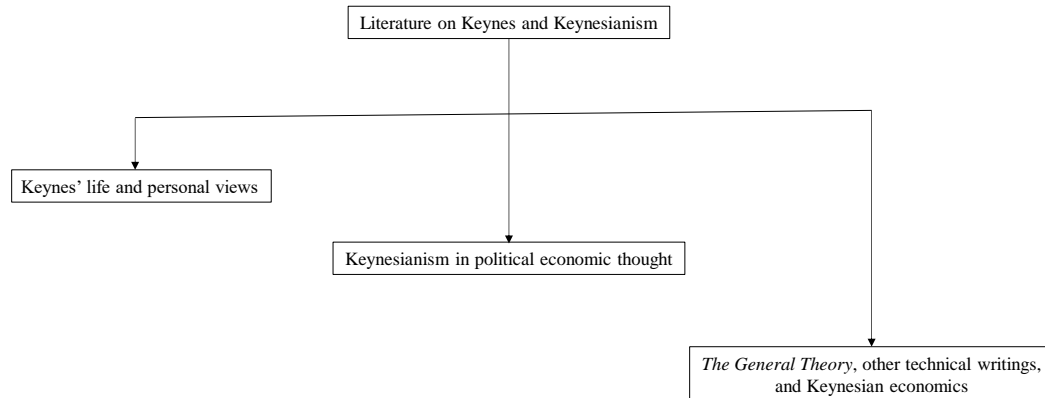 Literature on Keynes and Keynesianism
Keynes’ life and personal views
Keynesianism in political economic thought
The General Theory, other technical writings,
and Keynesian economics